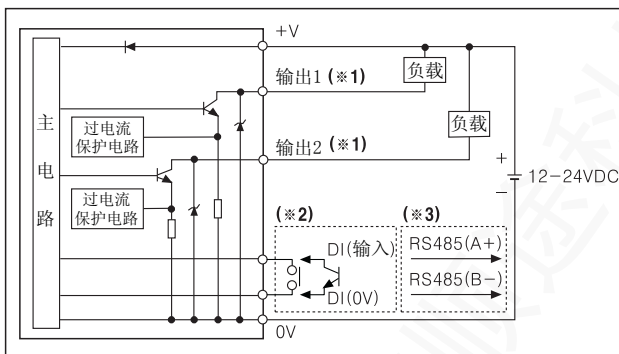 +V
输出1 (※1)
负载
主电路
过电流
保护电路
负载
输出2 (※1)
+
12-24VDC
−
过电流
保护电路
(※2)
(※3)
DI(输入)
RS485(A+)
DI(0V)
RS485(B-)
0V